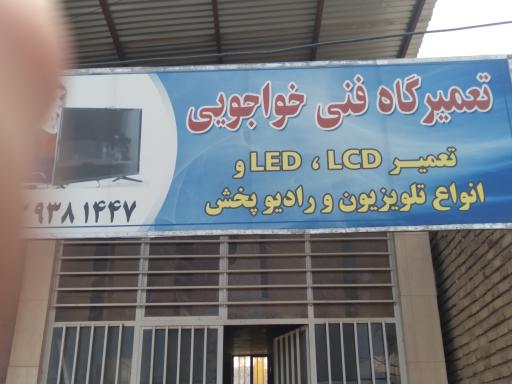 تعمیرگاه فنی خواجویی
تعمیر LED ، LCD و
انواع تلویزیون و رادیو پخش
۹۳۸۱۴۴۷